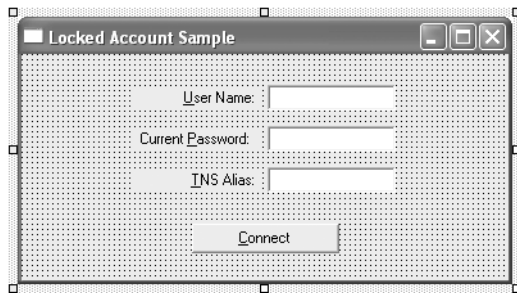 Locked Account Sample
User Name:
Current Password:
TNS Alias:
Connect